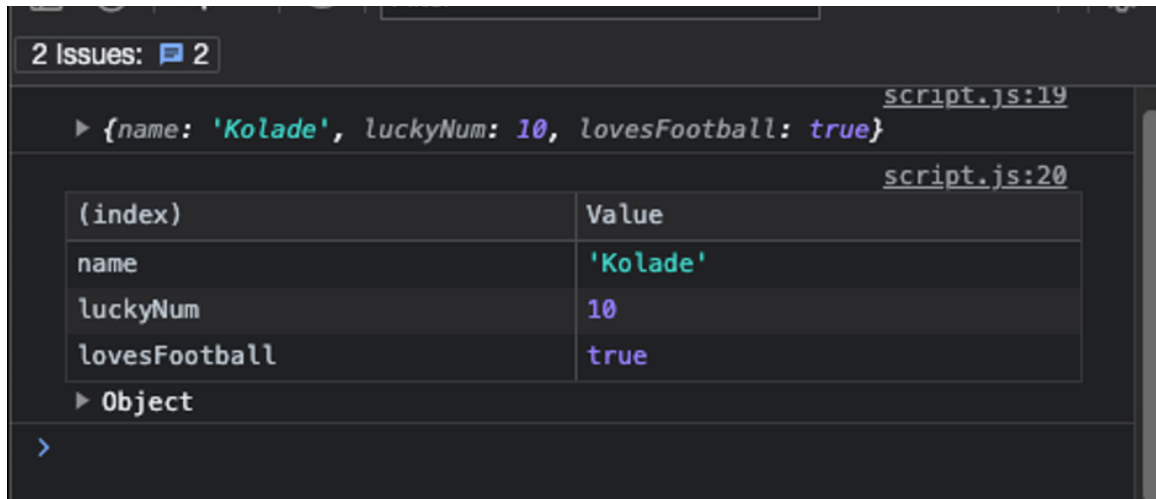 2 Issues: 2
script.js:19
{name: 'Kolade', luckyNum: 10, lovesFootball: true}
script.js:20
(index) Value
name 'Kolade'
luckyNum 10
lovesFootball true
Object